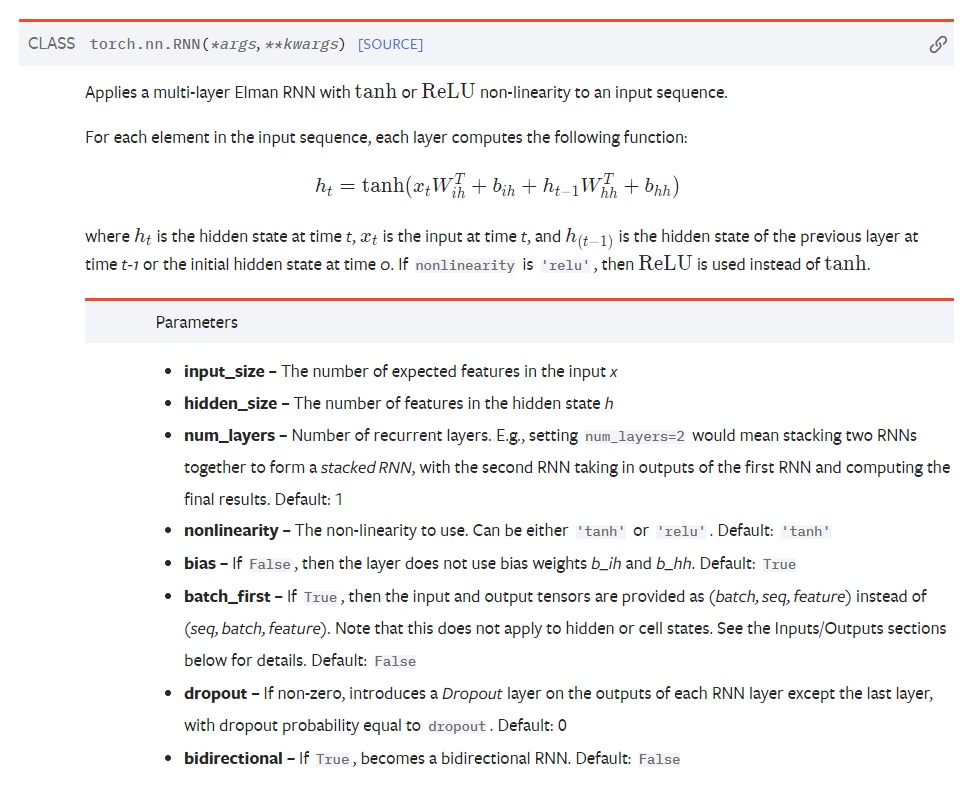 CLASS torch.nn.RNN(*args, **kwargs) [SOURCE]
Applies a multi-layer Elman RNN with tanh or ReLU non-linearity to an input sequence.
For each element in the input sequence, each layer computes the following function:
h_t = tanh(x_t W_{ih}^T + b_{ih} + h_{t−1} W_{hh}^T + b_{hh})
where h_t is the hidden state at time t, x_t is the input at time t, and h_{(t−1)} is the hidden state of the previous layer at
time t-1 or the initial hidden state at time 0. If nonlinearity is 'relu', then ReLU is used instead of tanh.
Parameters
• input_size – The number of expected features in the input x
• hidden_size – The number of features in the hidden state h
• num_layers – Number of recurrent layers. E.g., setting num_layers=2 would mean stacking two RNNs
together to form a stacked RNN, with the second RNN taking in outputs of the first RNN and computing the
final results. Default: 1
• nonlinearity – The non-linearity to use. Can be either 'tanh' or 'relu'. Default: 'tanh'
• bias – If False, then the layer does not use bias weights b_ih and b_hh. Default: True
• batch_first – If True, then the input and output tensors are provided as (batch, seq, feature) instead of
(seq, batch, feature). Note that this does not apply to hidden or cell states. See the Inputs/Outputs sections
below for details. Default: False
• dropout – If non-zero, introduces a Dropout layer on the outputs of each RNN layer except the last layer,
with dropout probability equal to dropout. Default: 0
• bidirectional – If True, becomes a bidirectional RNN. Default: False